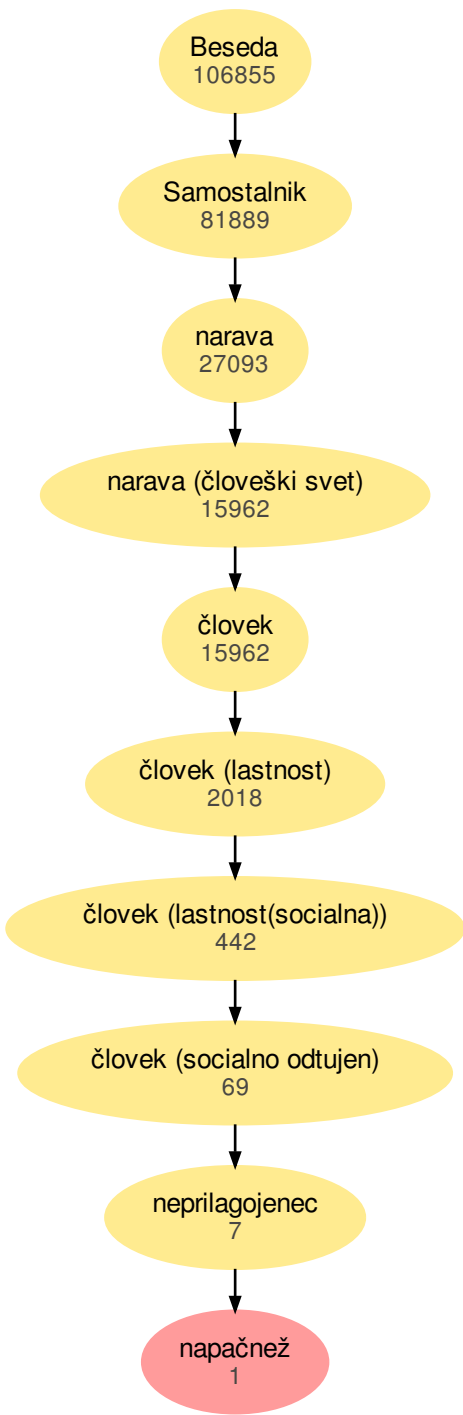 Beseda
106855
Samostalnik
81889
narava
27093
narava (človeški svet)
15962
človek
15962
človek (lastnost)
2018
človek (lastnost(socialna))
442
človek (socialno odtujen)
69
neprilagojenec
7
napačnež
1